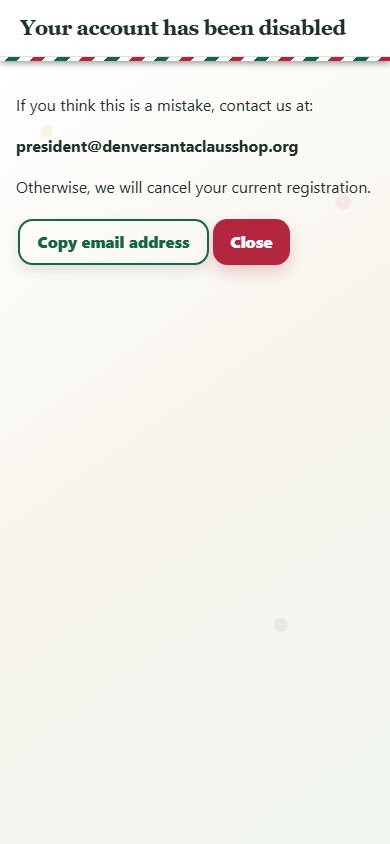 Your account has been disabled
If you think this is a mistake, contact us at:
president@denversantaclausshop.org
Otherwise, we will cancel your current registration.
Copy email address
Close